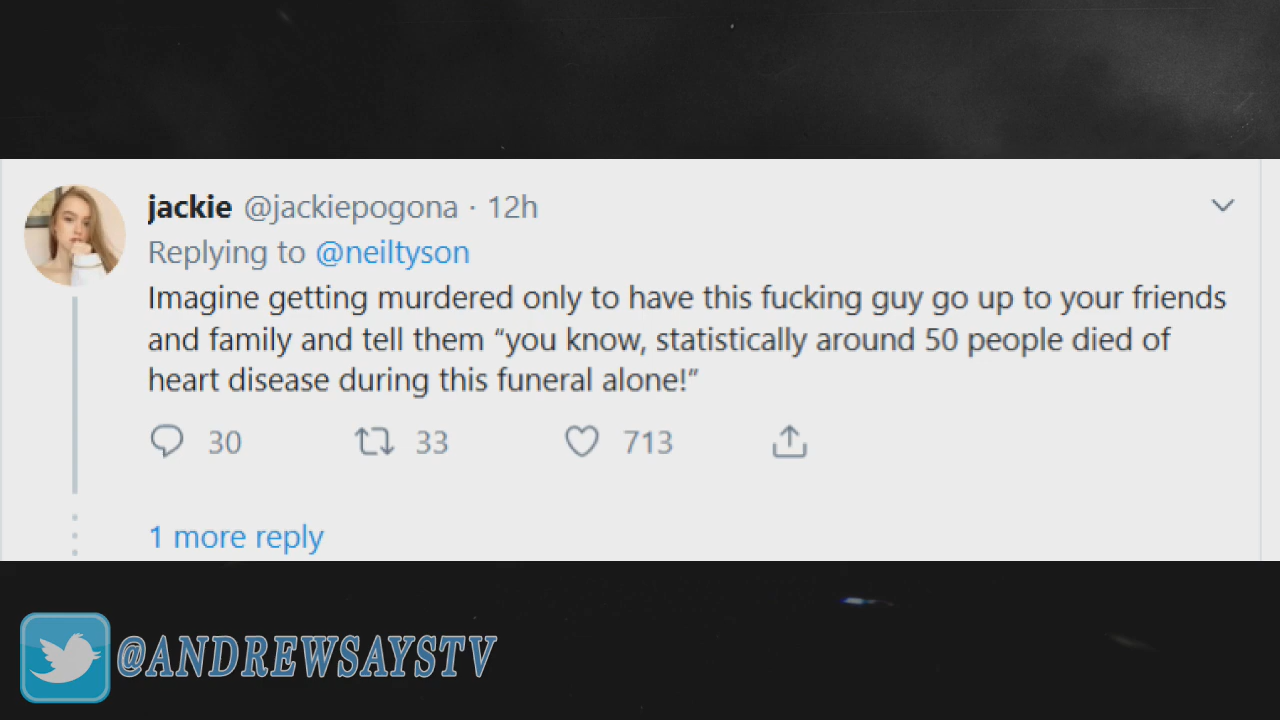 jackie @jackiepogona · 12h
Replying to @neiltyson
Imagine getting murdered only to have this fucking guy go up to your friends
and family and tell them “you know, statistically around 50 people died of
heart disease during this funeral alone!”
30 33 713
1 more reply
@ANDREWSAYSTV